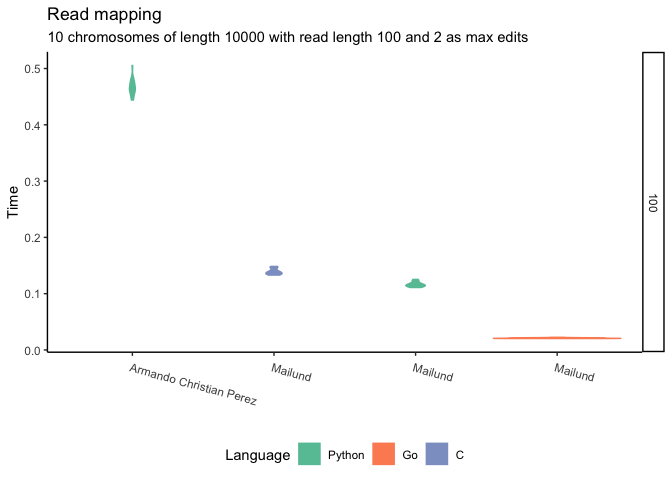 Read mapping
10 chromosomes of length 10000 with read length 100 and 2 as max edits
0.5
0.4
0.3
0.2
0.1
0.0
Time
100
Armando Christian Perez
Mailund
Mailund
Mailund
Language Python Go C